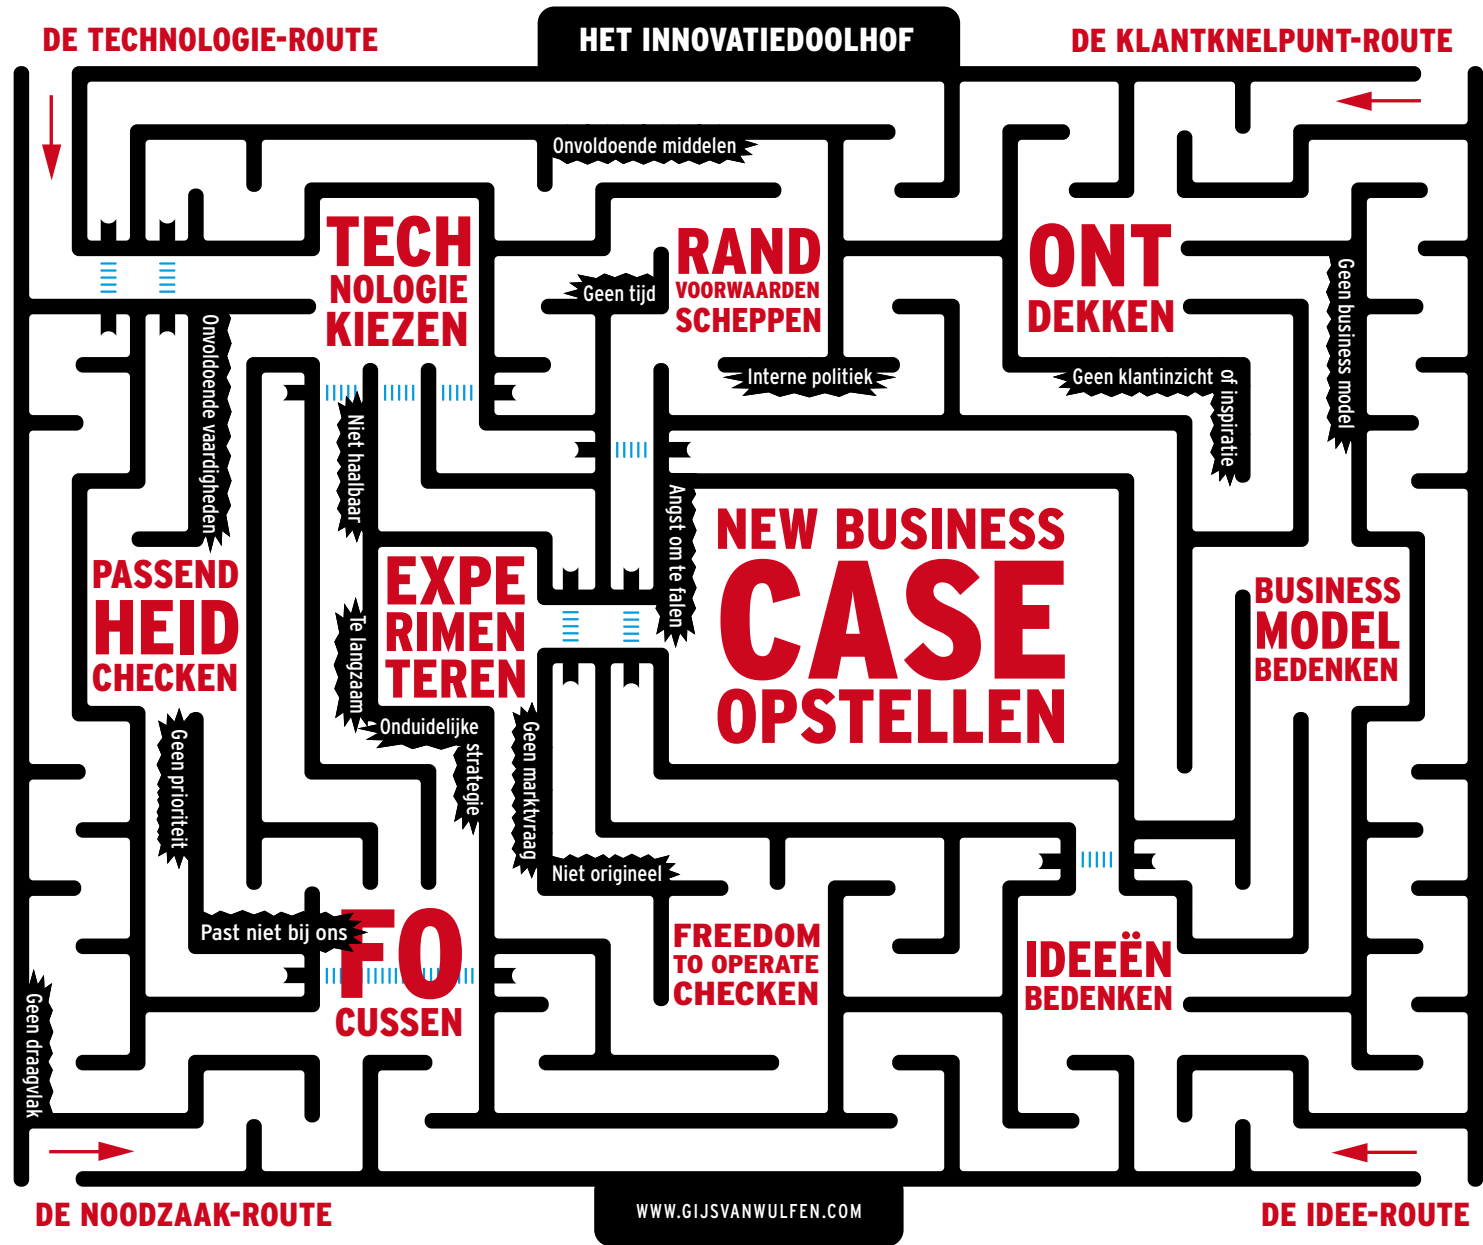 DE TECHNOLOGIE-ROUTE
HET INNOVATIEDOOLHOF
DE KLANTKNELPUNT-ROUTE
Onvoldoende middelen
TECH
NOLOGIE
KIEZEN
Geen tijd
RAND
VOORWAARDEN
SCHEPPEN
ONT
DEKKEN
Geen business model
Onvoldoende vaardigheden
Interne politiek
Geen klantinzicht
of inspiratie
Niet haalbaar
Angst om te falen
NEW BUSINESS
CASE
OPSTELLEN
PASSEND
HEID
CHECKEN
EXPE
RIMEN
TEREN
BUSINESS
MODEL
BEDENKEN
Te langzaam
Onduidelijke
strategie
Geen marktvraag
Geen prioriteit
Niet origineel
Past niet bij ons
FO
CUSSEN
FREEDOM
TO OPERATE
CHECKEN
IDEEËN
BEDENKEN
Geen draagvlak
DE NOODZAAK-ROUTE
WWW.GIJSVANWULFEN.COM
DE IDEE-ROUTE